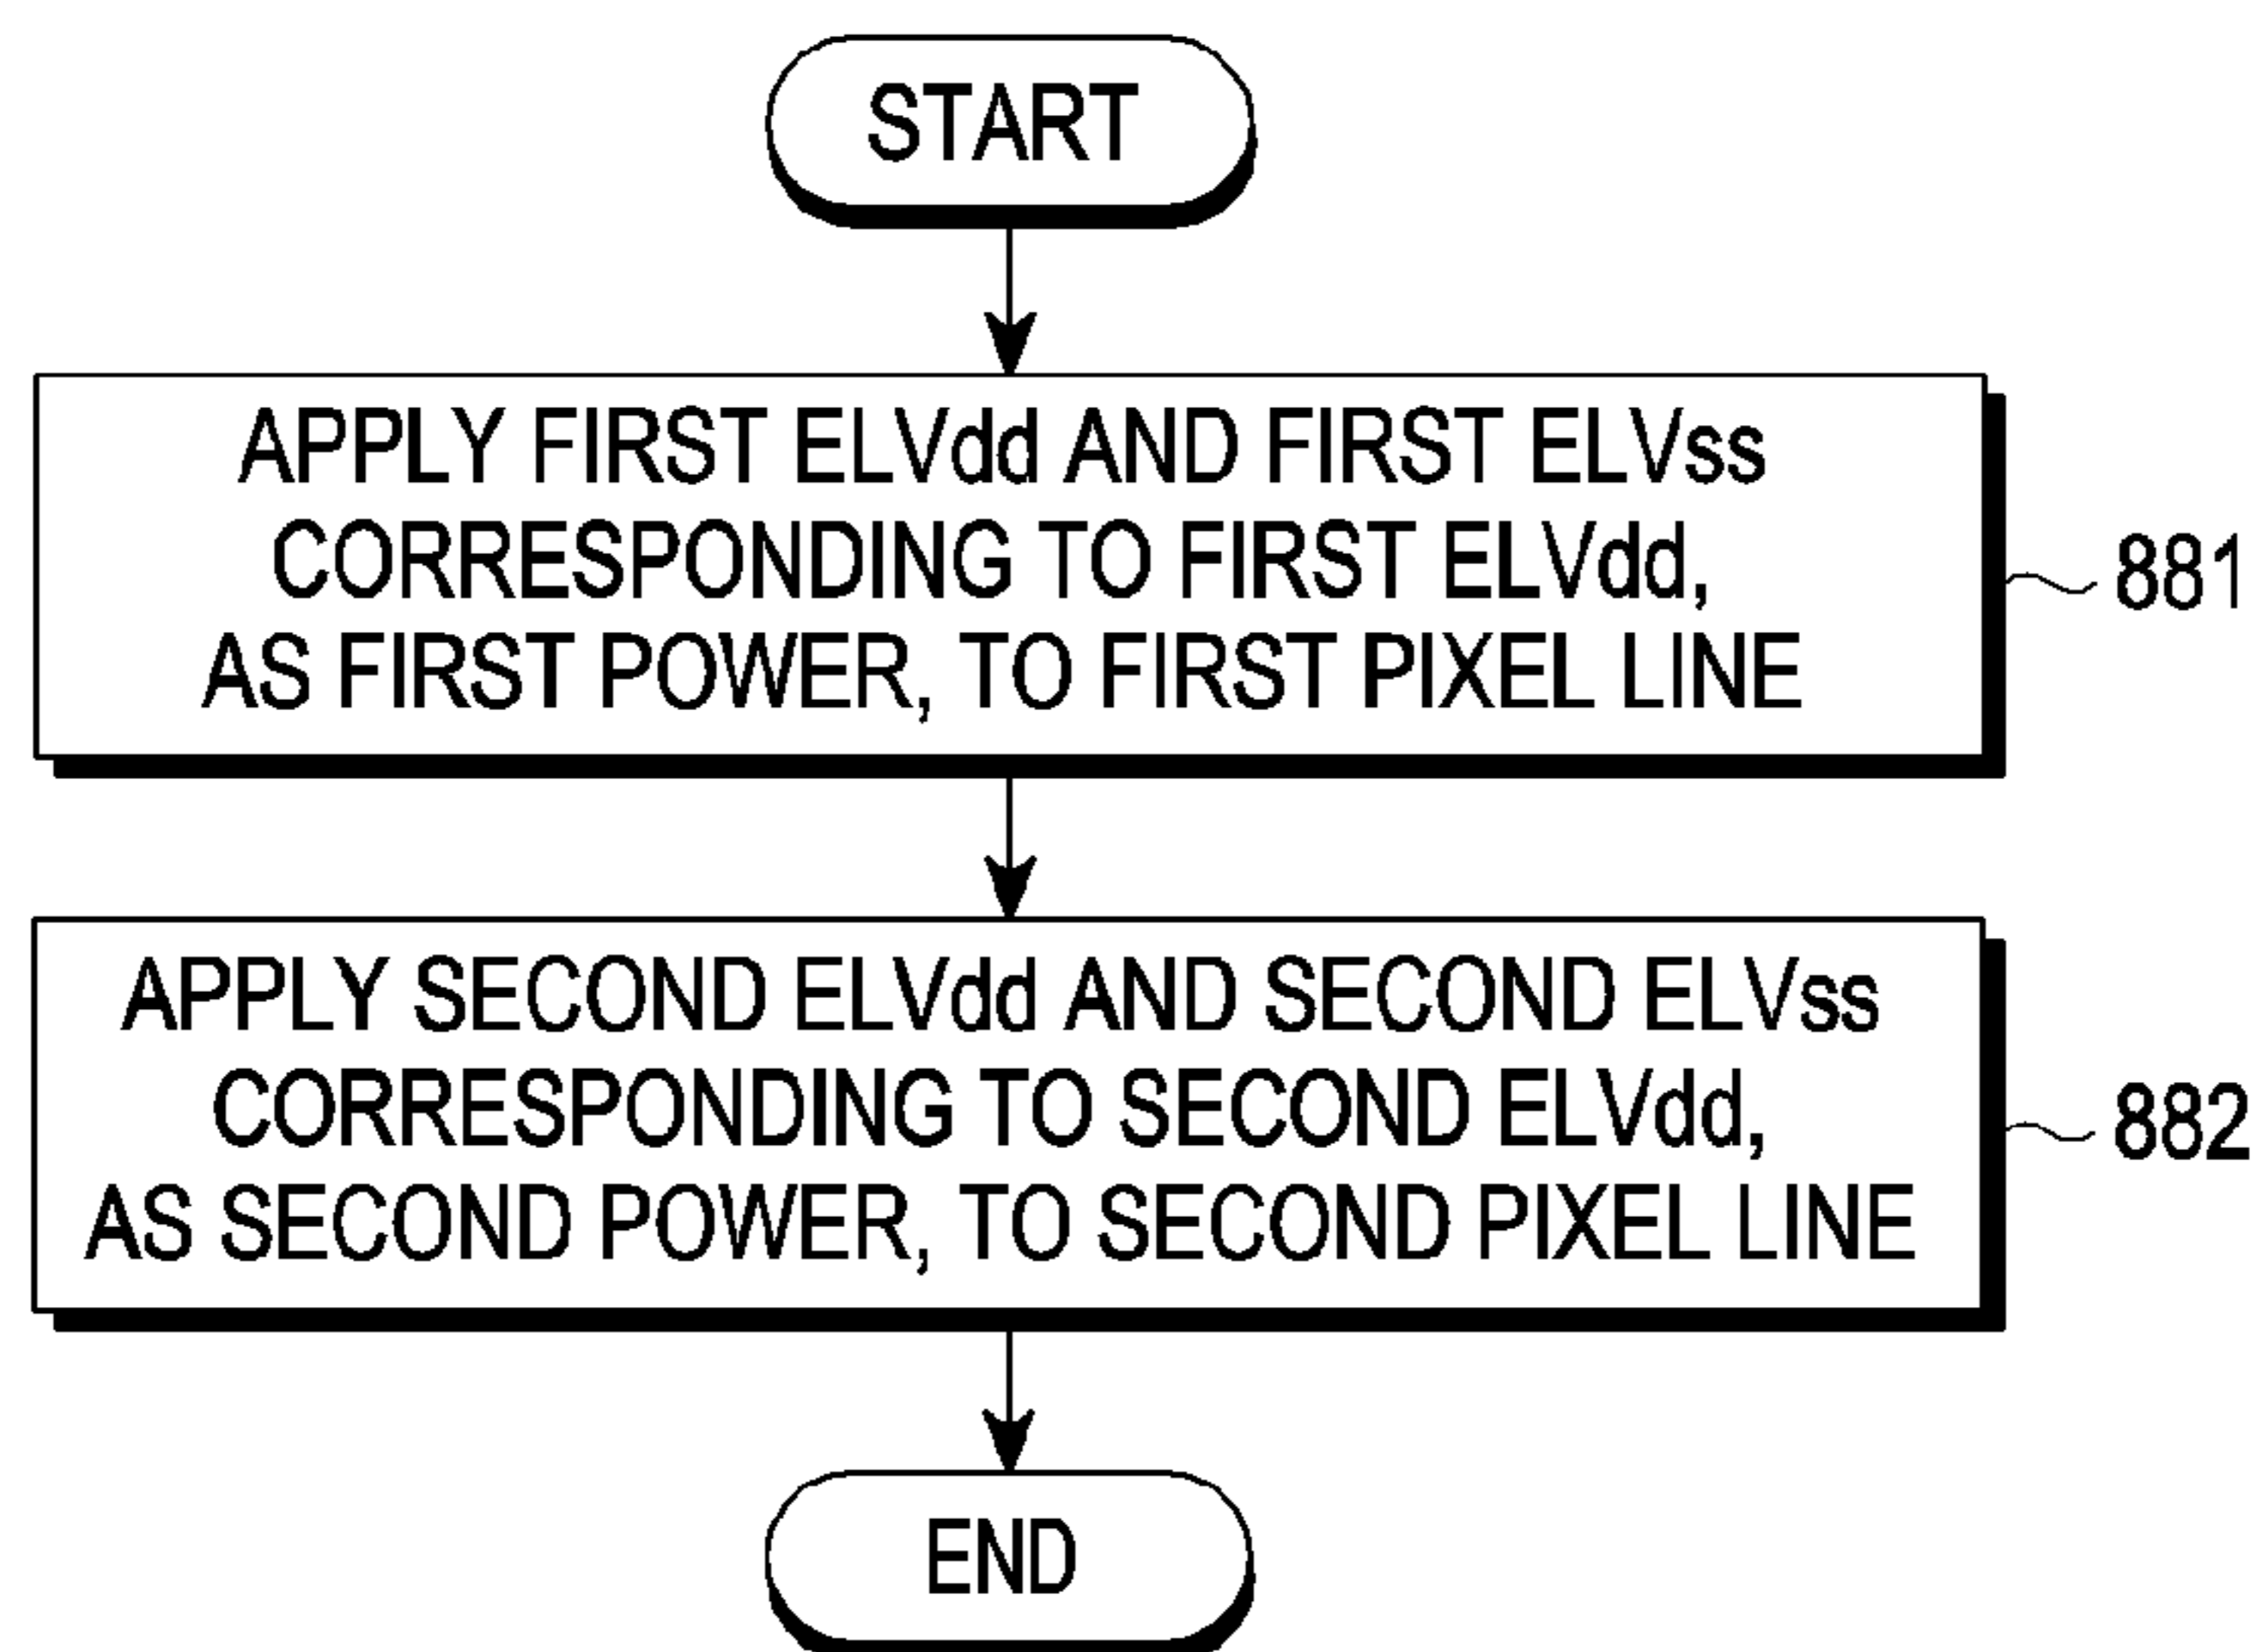 START
APPLY FIRST ELVdd AND FIRST ELVss
CORRESPONDING TO FIRST ELVdd,
AS FIRST POWER, TO FIRST PIXEL LINE
881
APPLY SECOND ELVdd AND SECOND ELVss
CORRESPONDING TO SECOND ELVdd,
AS SECOND POWER, TO SECOND PIXEL LINE
882
END